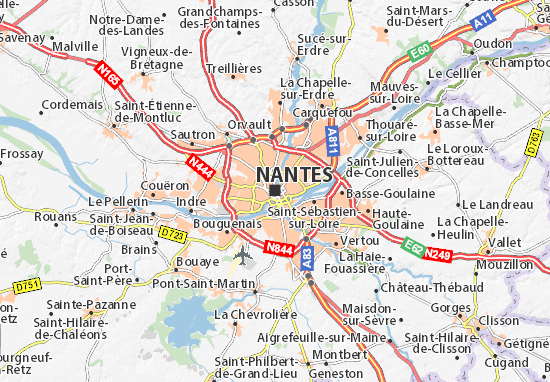 Casson
Saint-Mars-
du-Désert
A11
Savenay
Notre-Dame-
des-Landes
Grandchamps-
des-Fontaines
Sucé-sur-
Erdre
E60
Oudon
Malville
Vigneux-de-
Bretagne
Treillières
Le Cellier
Champtoc
N165
La Chapelle-
sur-Erdre
Mauves-
sur-Loire
Cordemais
Saint-Étienne-
de-Montluc
Carquefou
La Chapelle-
Basse-Mer
Orvault
A811
Thouaré-
sur-Loire
D763
Sautron
Frossay
N444
Saint-Julien-
de-Concelles
Le Loroux-
Bottereau
NANTES
Couëron
Basse-Goulaine
Le Pellerin
Indre
Saint-Sébastien
-sur-Loire
Haute-
Goulaine
Le Landreau
Rouans
Saint-Jean-
de-Boiseau
Bouguenais
La Chapelle-
Heulin
D723
N844
Vertou
E62
Vallet
Brains
A83
N249
Bouaye
La Haie-
Fouassière
Mouzillon
Port-
Saint-Père
D751
Pont-Saint-Martin
Château-Thébaud
Sainte-Pazanne
Maisdon-
sur-Sèvre
Gorges
Saint-Hilaire-
de-Chaléons
La Chevrolière
Clisson
Aigrefeuille-sur-Maine
Saint-Hilaire-
de-Clisson
Gétigné
ourgneuf-
n-Retz
Saint-Philbert-
de-Grand-Lieu
Montbert
Geneston
Cugand